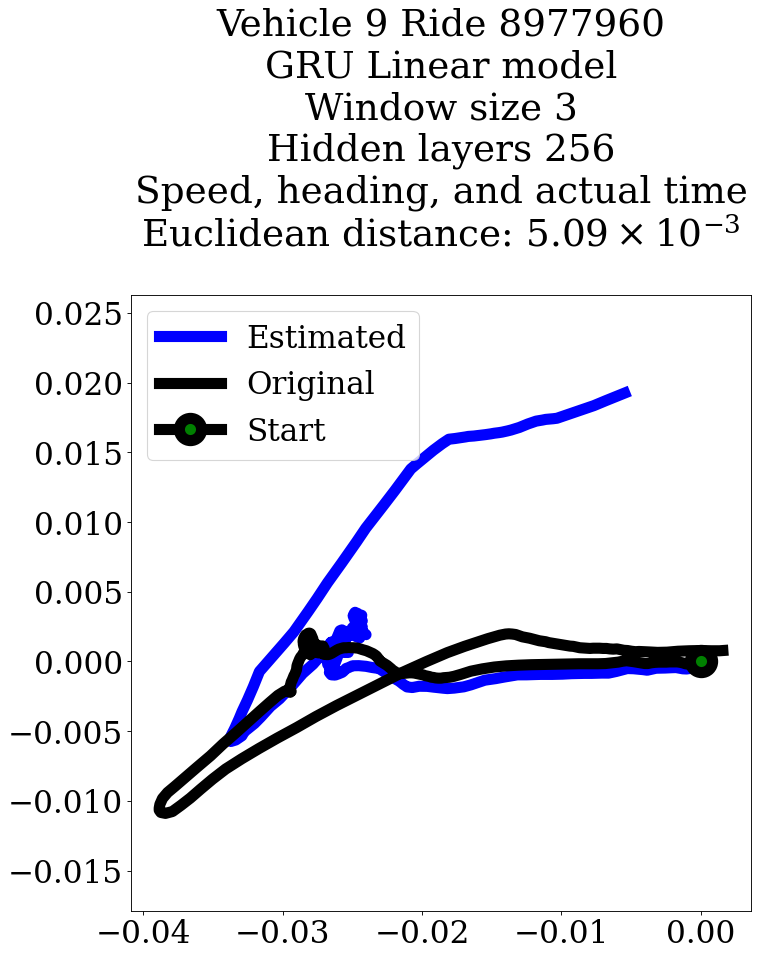 Vehicle 9 Ride 8977960
GRU Linear model
Window size 3
Hidden layers 256
Speed, heading, and actual time
Euclidean distance: 5.09 × 10⁻³
Estimated
Original
Start
0.025
0.020
0.015
0.010
0.005
0.000
−0.005
−0.010
−0.015
−0.04 −0.03 −0.02 −0.01 0.00